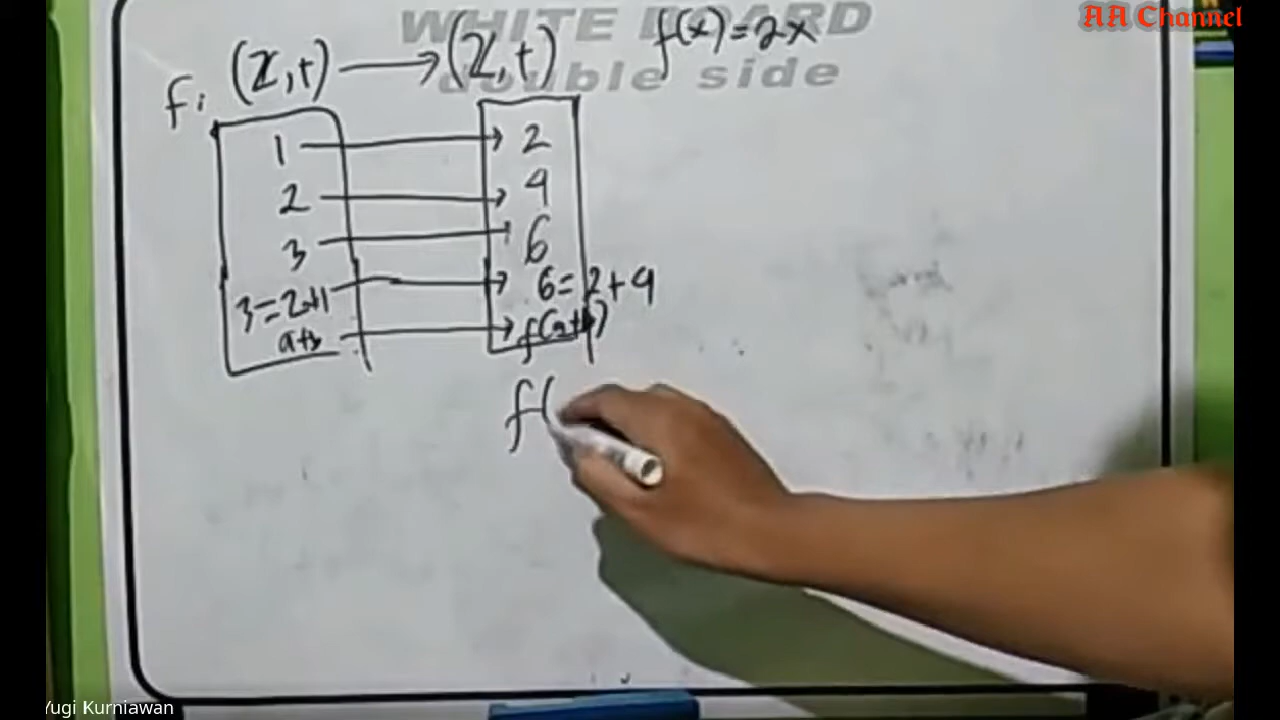 AA Channel
WHITE BOARD
double side
f: (ℤ,+) → (ℤ,+) f(x)=2x
1 → 2
2 → 4
3 → 6
3=2+1 → 6=2+4
a+b → f(a+b)
f(
Yugi Kurniawan